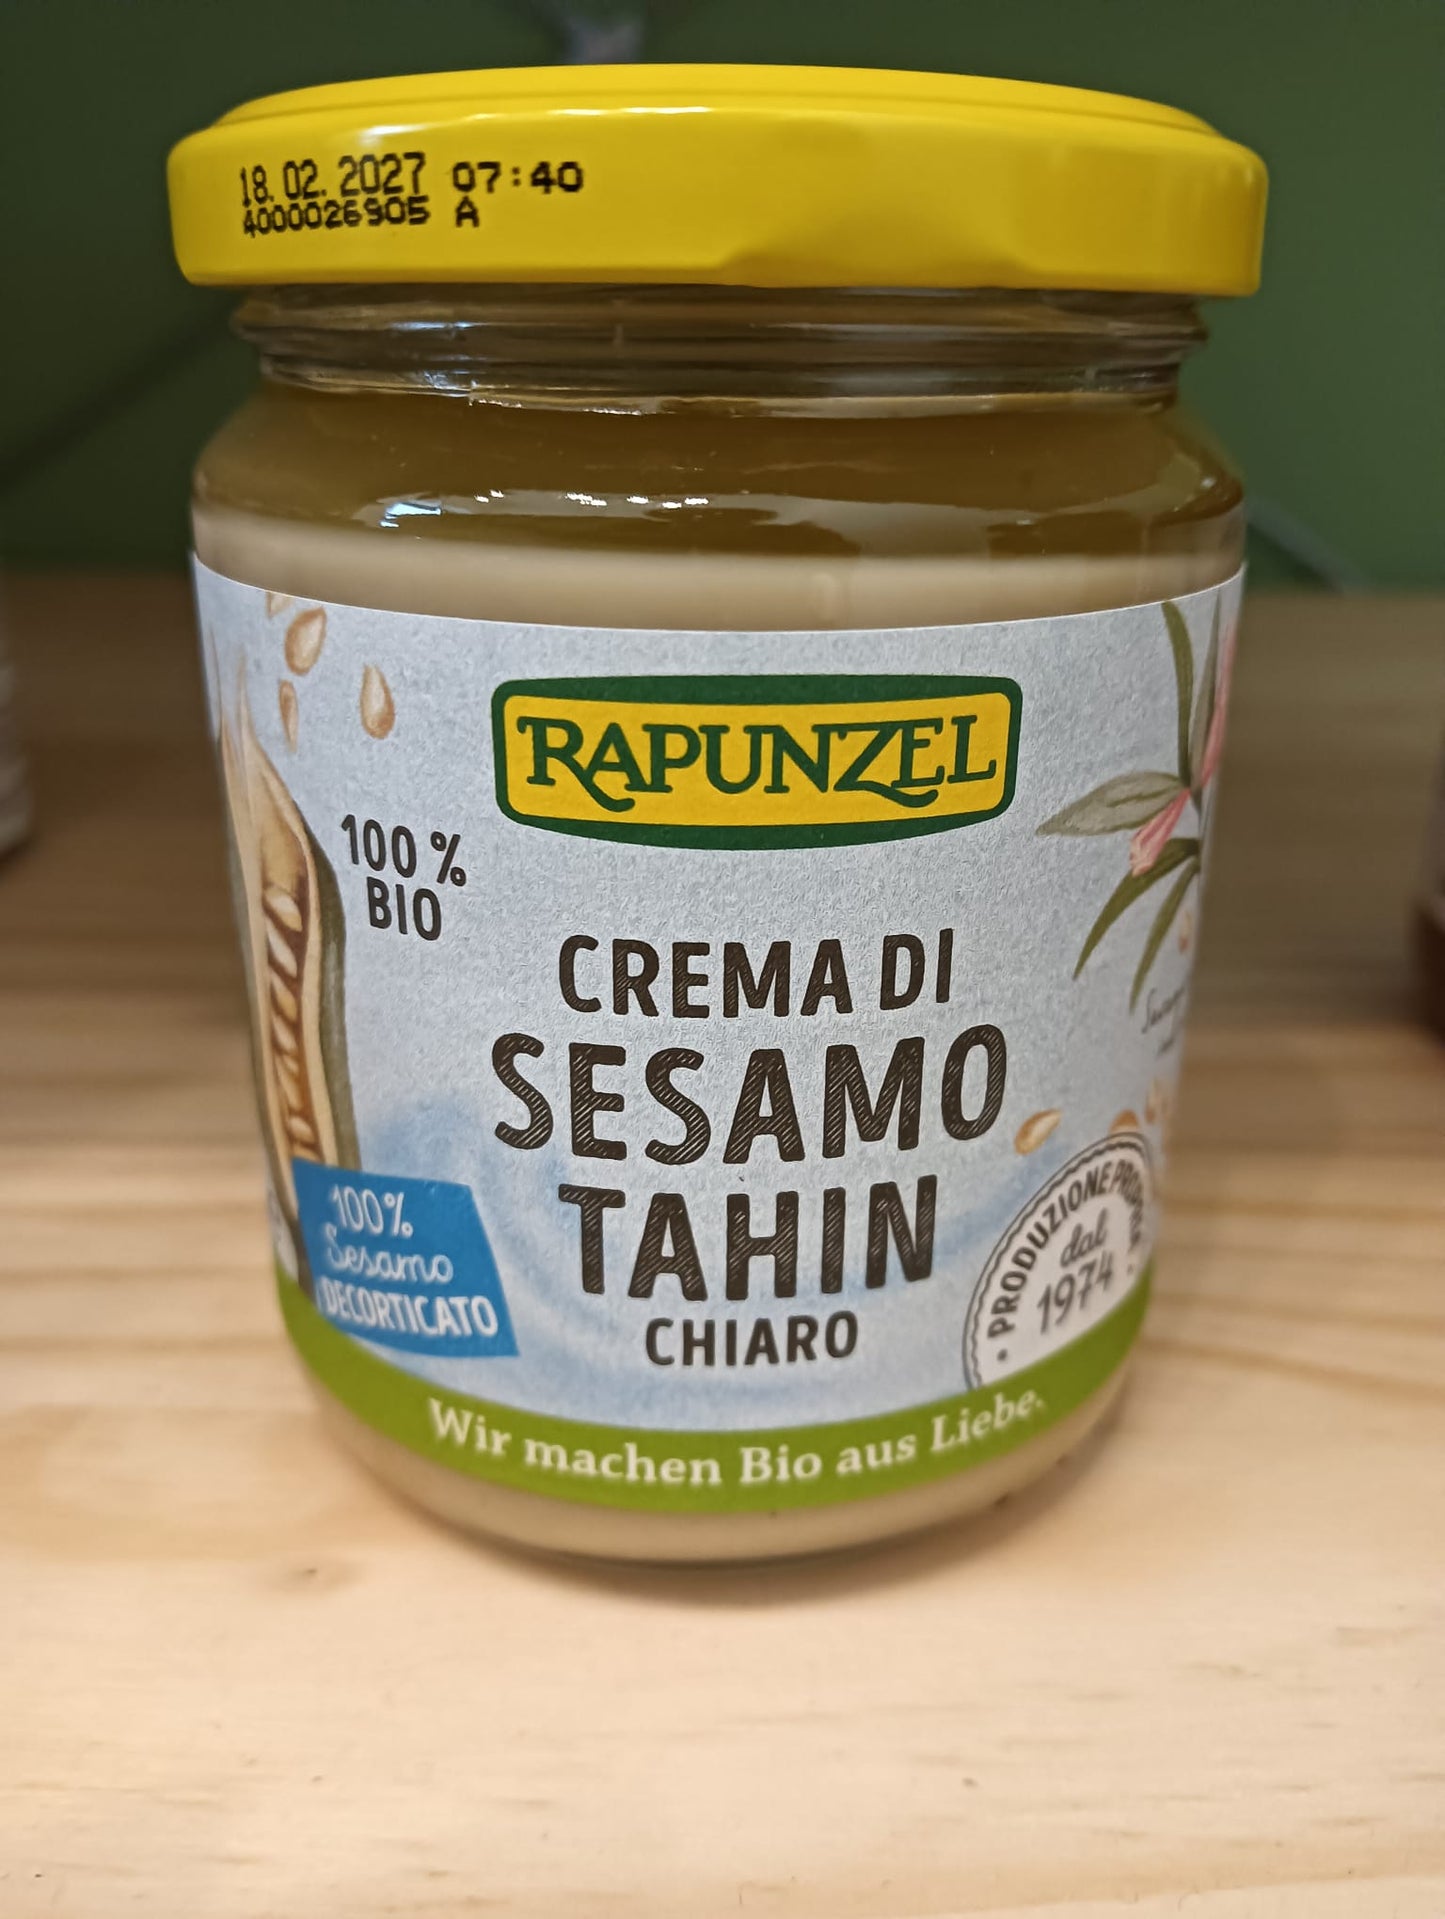 18.02.2027 07:40
4000026905 A
RAPUNZEL
100 %
BIO
CREMA DI
SESAMO
TAHIN
CHIARO
100%
Sesamo
DECORTICATO
• PRODUZIONE PROPRIA •
dal
1974
Wir machen Bio aus Liebe.